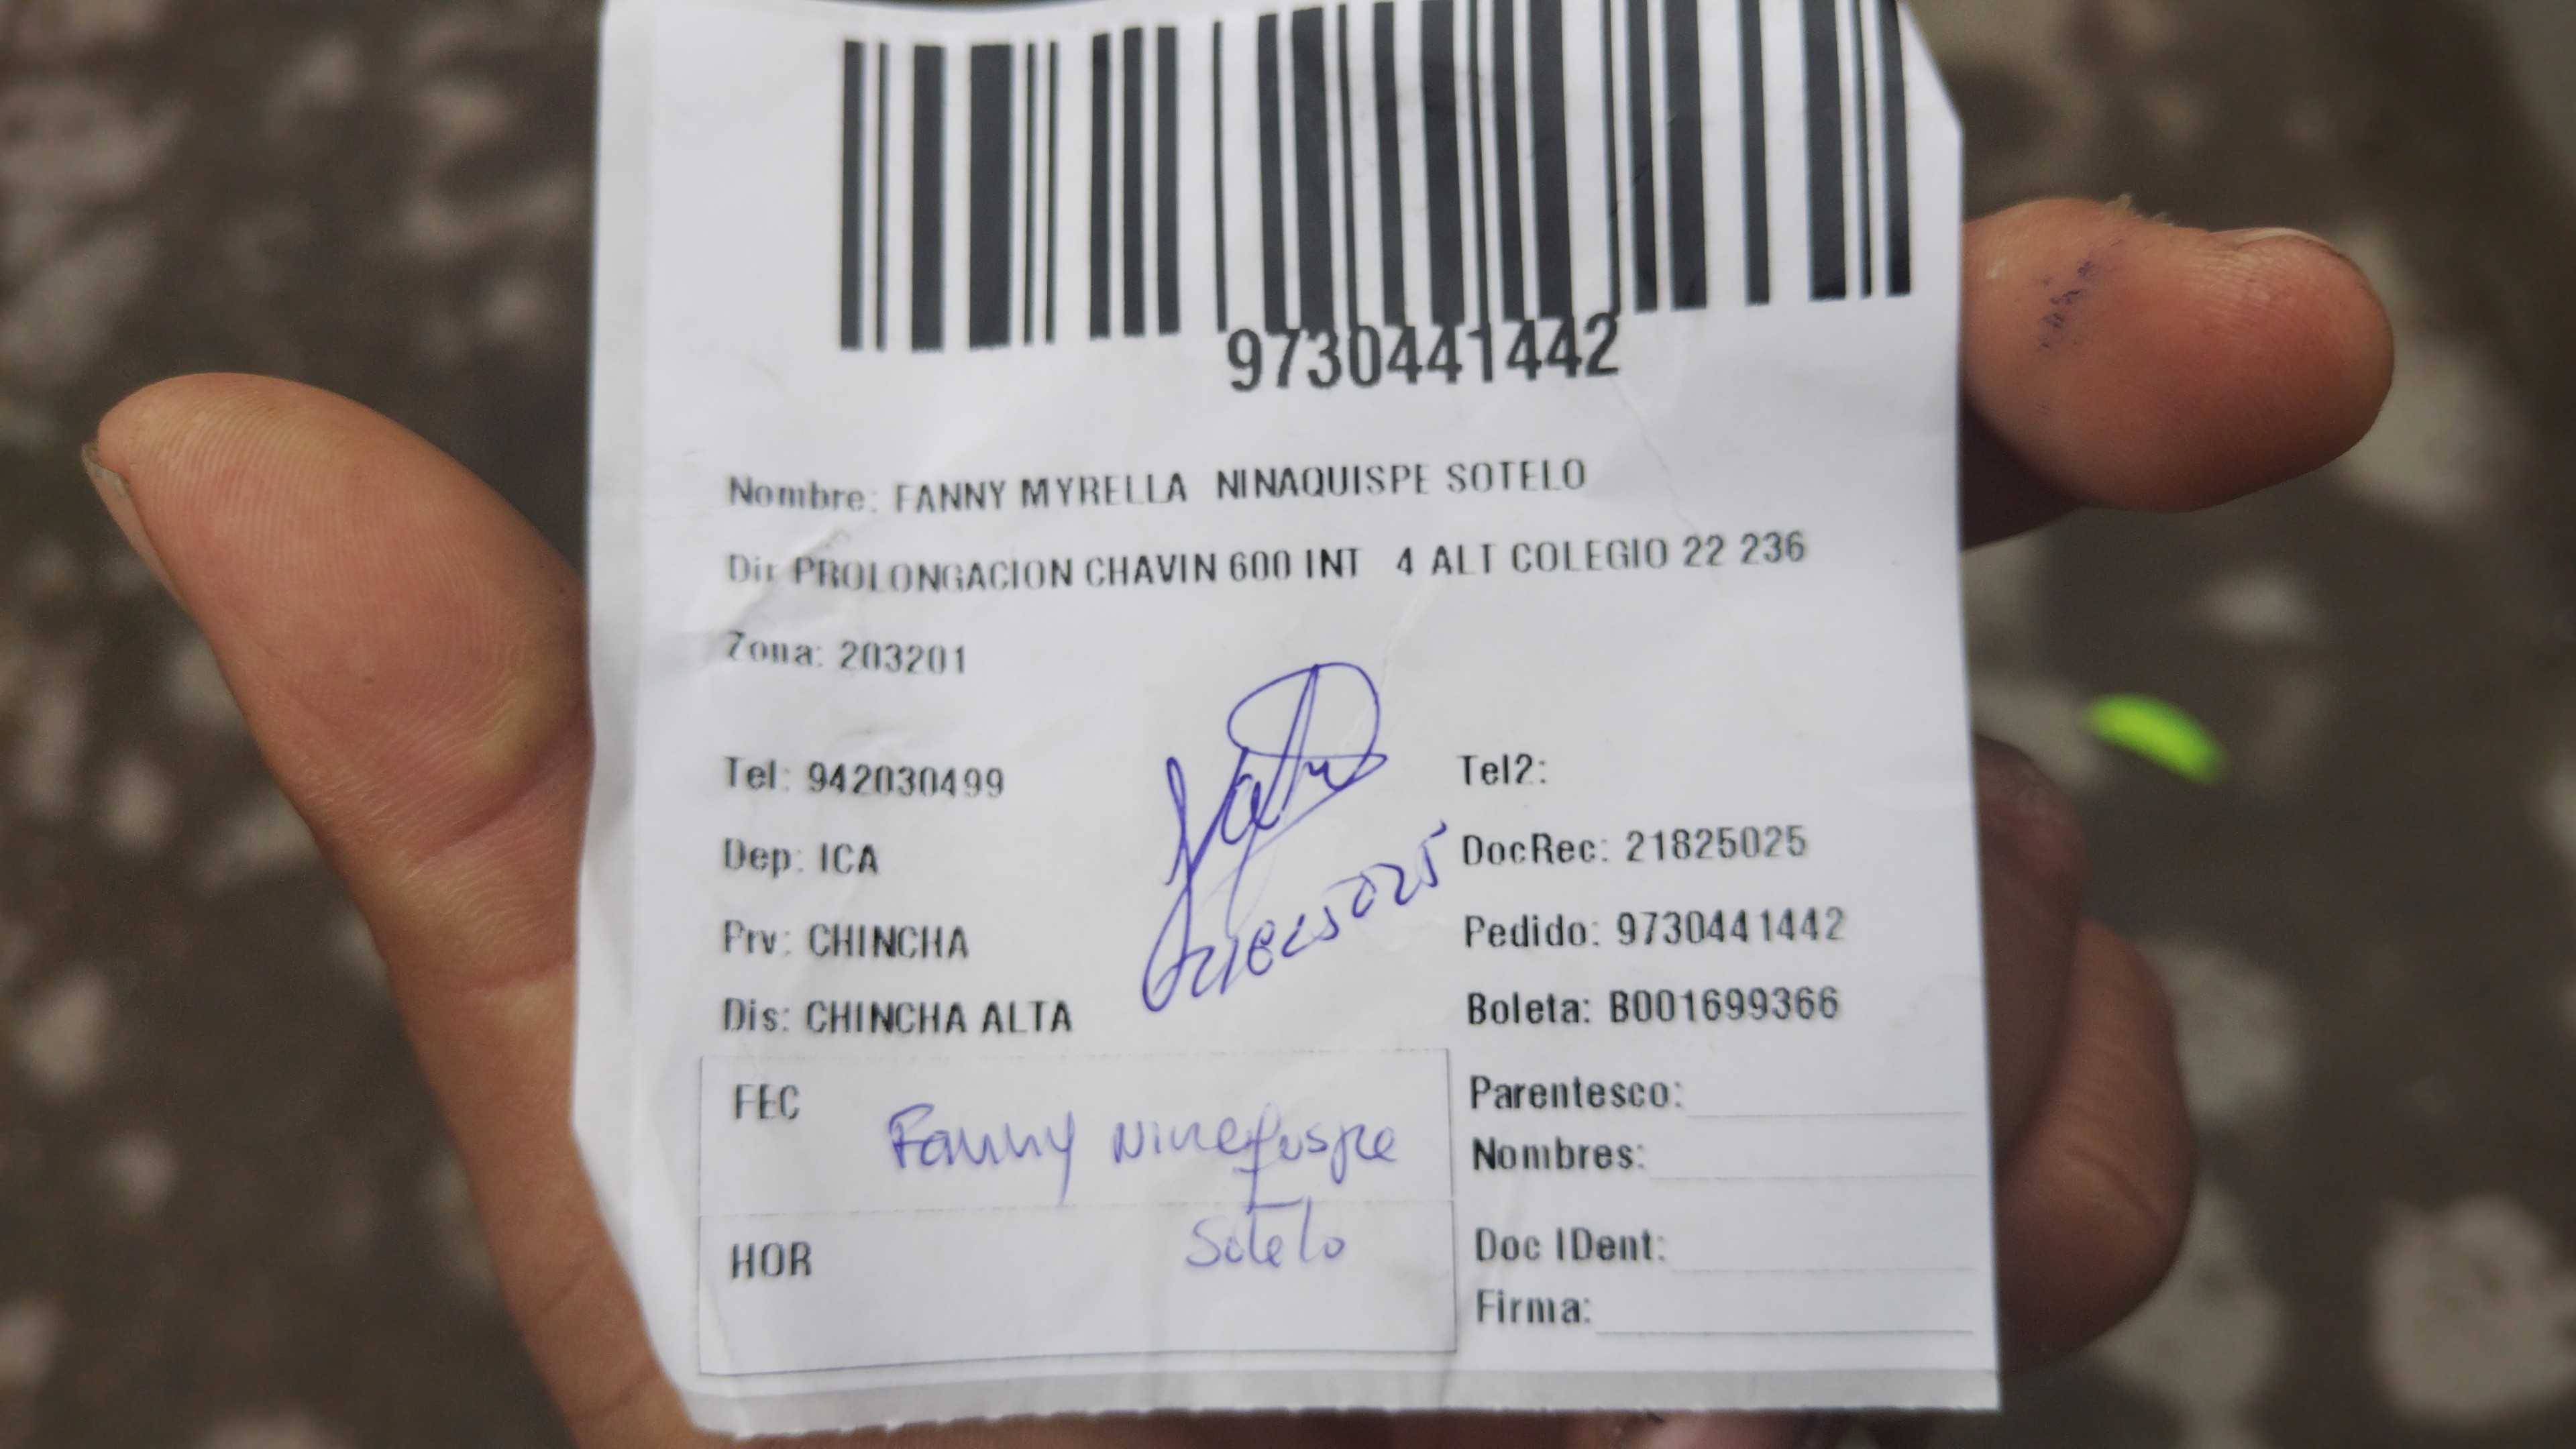 9730441442
Nombre: FANNY MYRELLA NINAQUISPE SOTELO
Dir PROLONGACION CHAVIN 600 INT 4 ALT COLEGIO 22 236
Zona: 203201
Tel: 942030499
Tel2:
Dep: ICA
DocRec: 21825025
21825025
Prv: CHINCHA
Pedido: 9730441442
Dis: CHINCHA ALTA
Boleta: B001699366
FEC
Fanny Ninaquispe
Sotelo
HOR
Parentesco:
Nombres:
Doc IDent:
Firma: